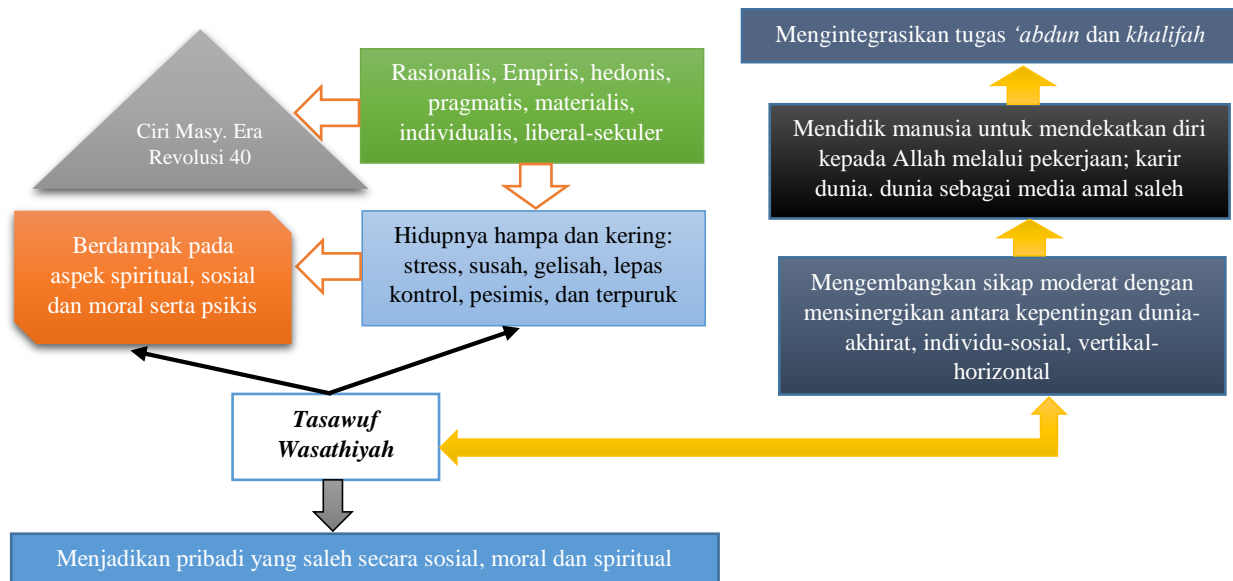 Rasionalis, Empiris, hedonis,
pragmatis, materialis,
individualis, liberal-sekuler
Ciri Masy. Era
Revolusi 40
Berdampak pada
aspek spiritual, sosial
dan moral serta psikis
Hidupnya hampa dan kering:
stress, susah, gelisah, lepas
kontrol, pesimis, dan terpuruk
Tasawuf
Wasathiyah
Menjadikan pribadi yang saleh secara sosial, moral dan spiritual
Mengintegrasikan tugas ‘abdun dan khalifah
Mendidik manusia untuk mendekatkan diri
kepada Allah melalui pekerjaan; karir
dunia. dunia sebagai media amal saleh
Mengembangkan sikap moderat dengan
mensinergikan antara kepentingan dunia-
akhirat, individu-sosial, vertikal-
horizontal